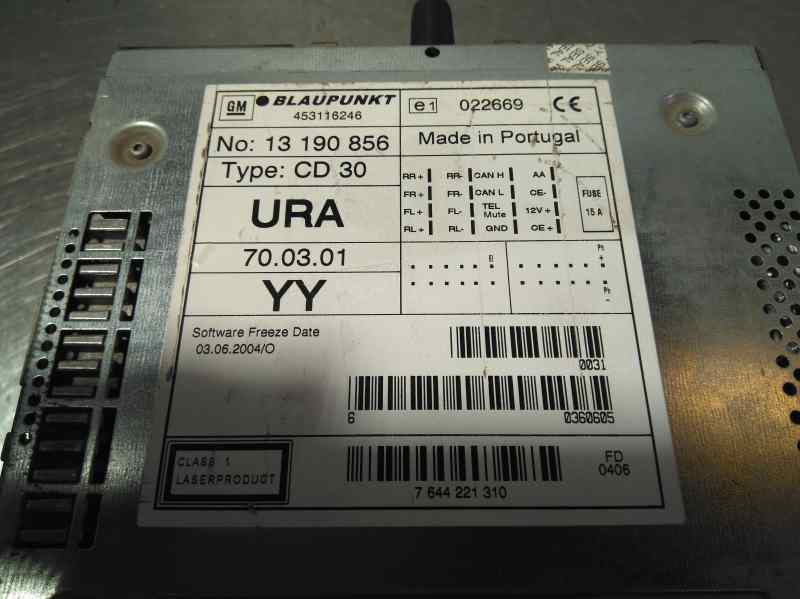 GM BLAUPUNKT e1 022669 CE
453116246
No: 13 190 856 Made in Portugal
Type: CD 30
RR+ RR- CAN H AA
FR+ FR- CAN L CE-
FL+ FL- TEL Mute 12V+
RL+ RL- GND CE+
FUSE
15 A
URA
70.03.01
YY
Software Freeze Date
03.06.2004/O
0031
6 0360605
CLASS 1
LASERPRODUCT
FD
0406
7 644 221 310